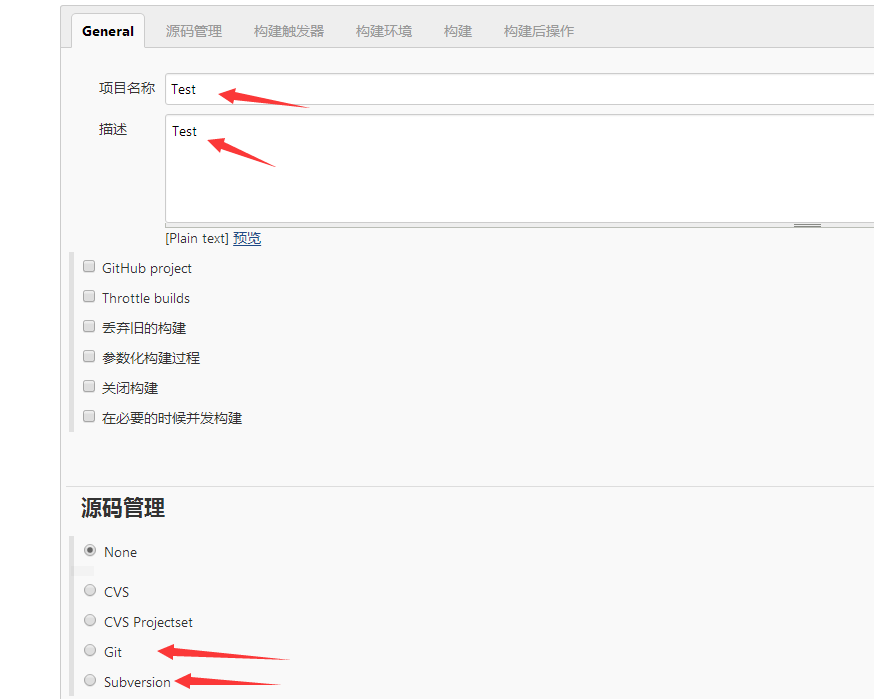 General 源码管理 构建触发器 构建环境 构建 构建后操作
项目名称 Test
描述 Test
[Plain text] 预览
GitHub project
Throttle builds
丢弃旧的构建
参数化构建过程
关闭构建
在必要的时候并发构建
源码管理
None
CVS
CVS Projectset
Git
Subversion